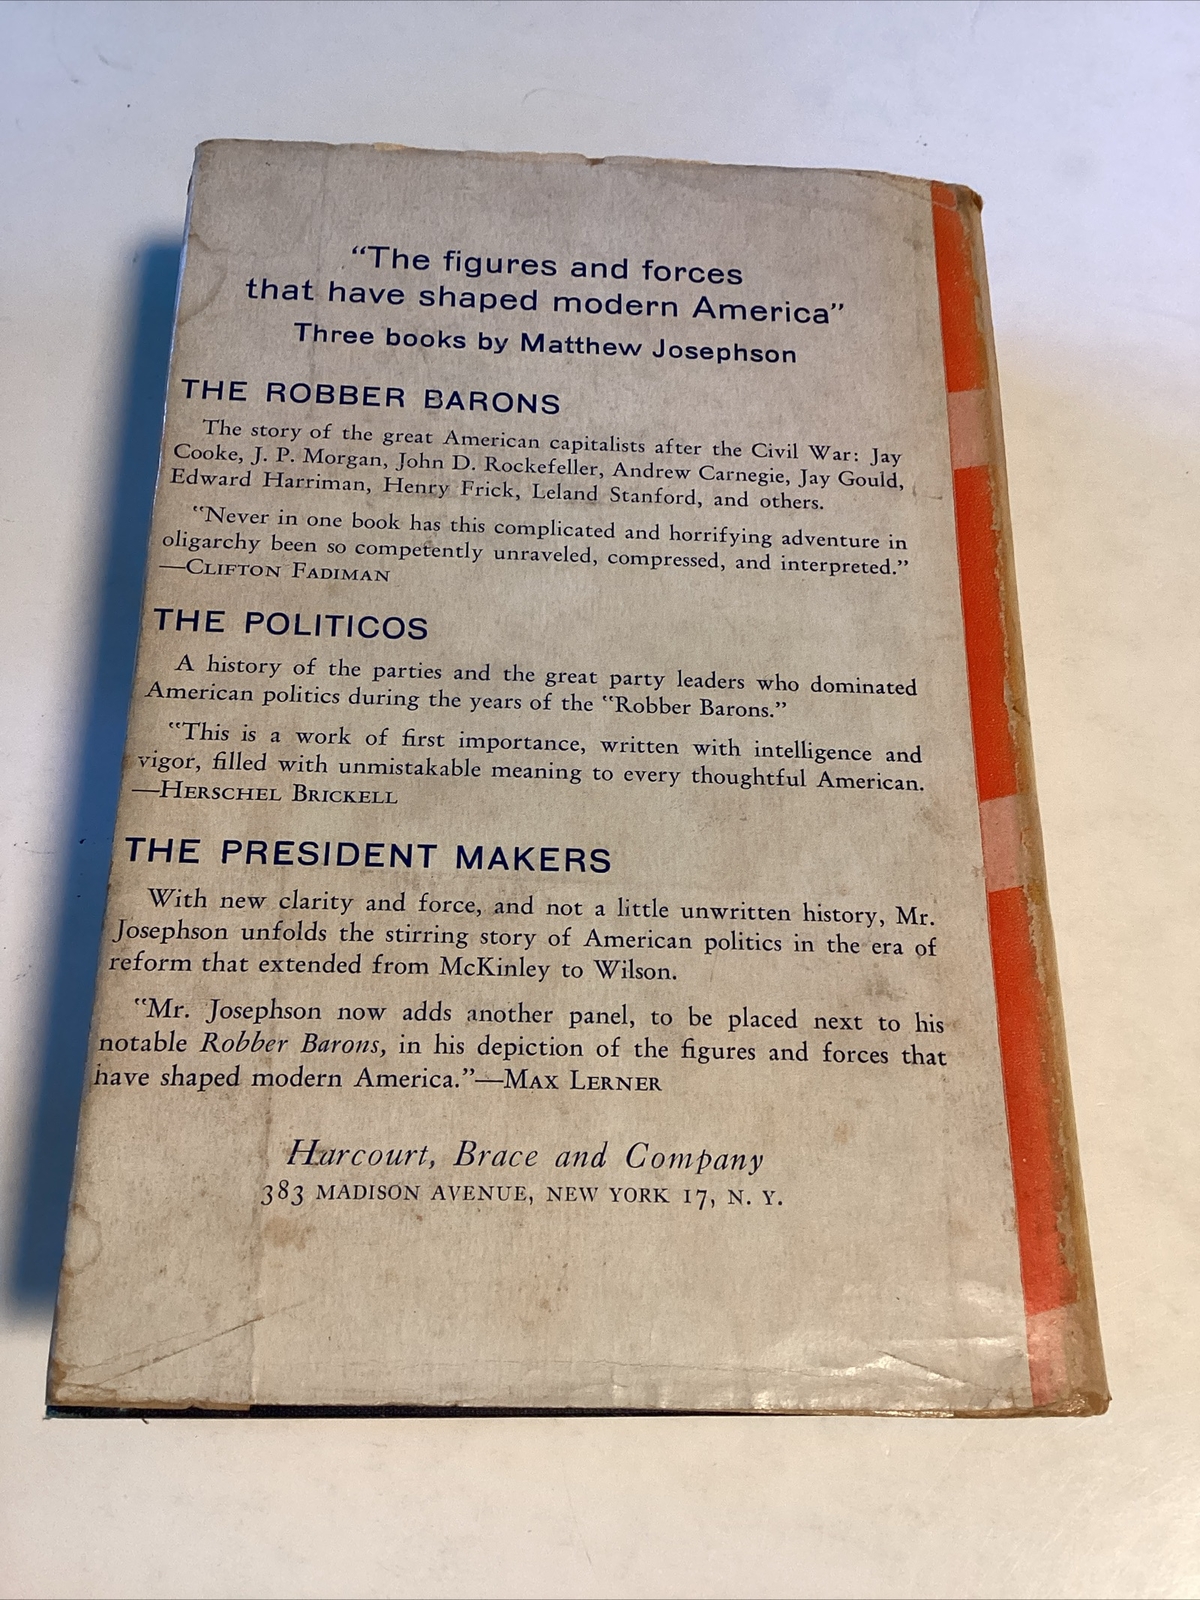 “The figures and forces
that have shaped modern America”
Three books by Matthew Josephson
THE ROBBER BARONS
The story of the great American capitalists after the Civil War: Jay
Cooke, J. P. Morgan, John D. Rockefeller, Andrew Carnegie, Jay Gould,
Edward Harriman, Henry Frick, Leland Stanford, and others.
“Never in one book has this complicated and horrifying adventure in
oligarchy been so competently unraveled, compressed, and interpreted.”
—CLIFTON FADIMAN
THE POLITICOS
A history of the parties and the great party leaders who dominated
American politics during the years of the “Robber Barons.”
“This is a work of first importance, written with intelligence and
vigor, filled with unmistakable meaning to every thoughtful American.
—HERSCHEL BRICKELL
THE PRESIDENT MAKERS
With new clarity and force, and not a little unwritten history, Mr.
Josephson unfolds the stirring story of American politics in the era of
reform that extended from McKinley to Wilson.
“Mr. Josephson now adds another panel, to be placed next to his
notable Robber Barons, in his depiction of the figures and forces that
have shaped modern America.”—MAX LERNER
Harcourt, Brace and Company
383 MADISON AVENUE, NEW YORK 17, N. Y.